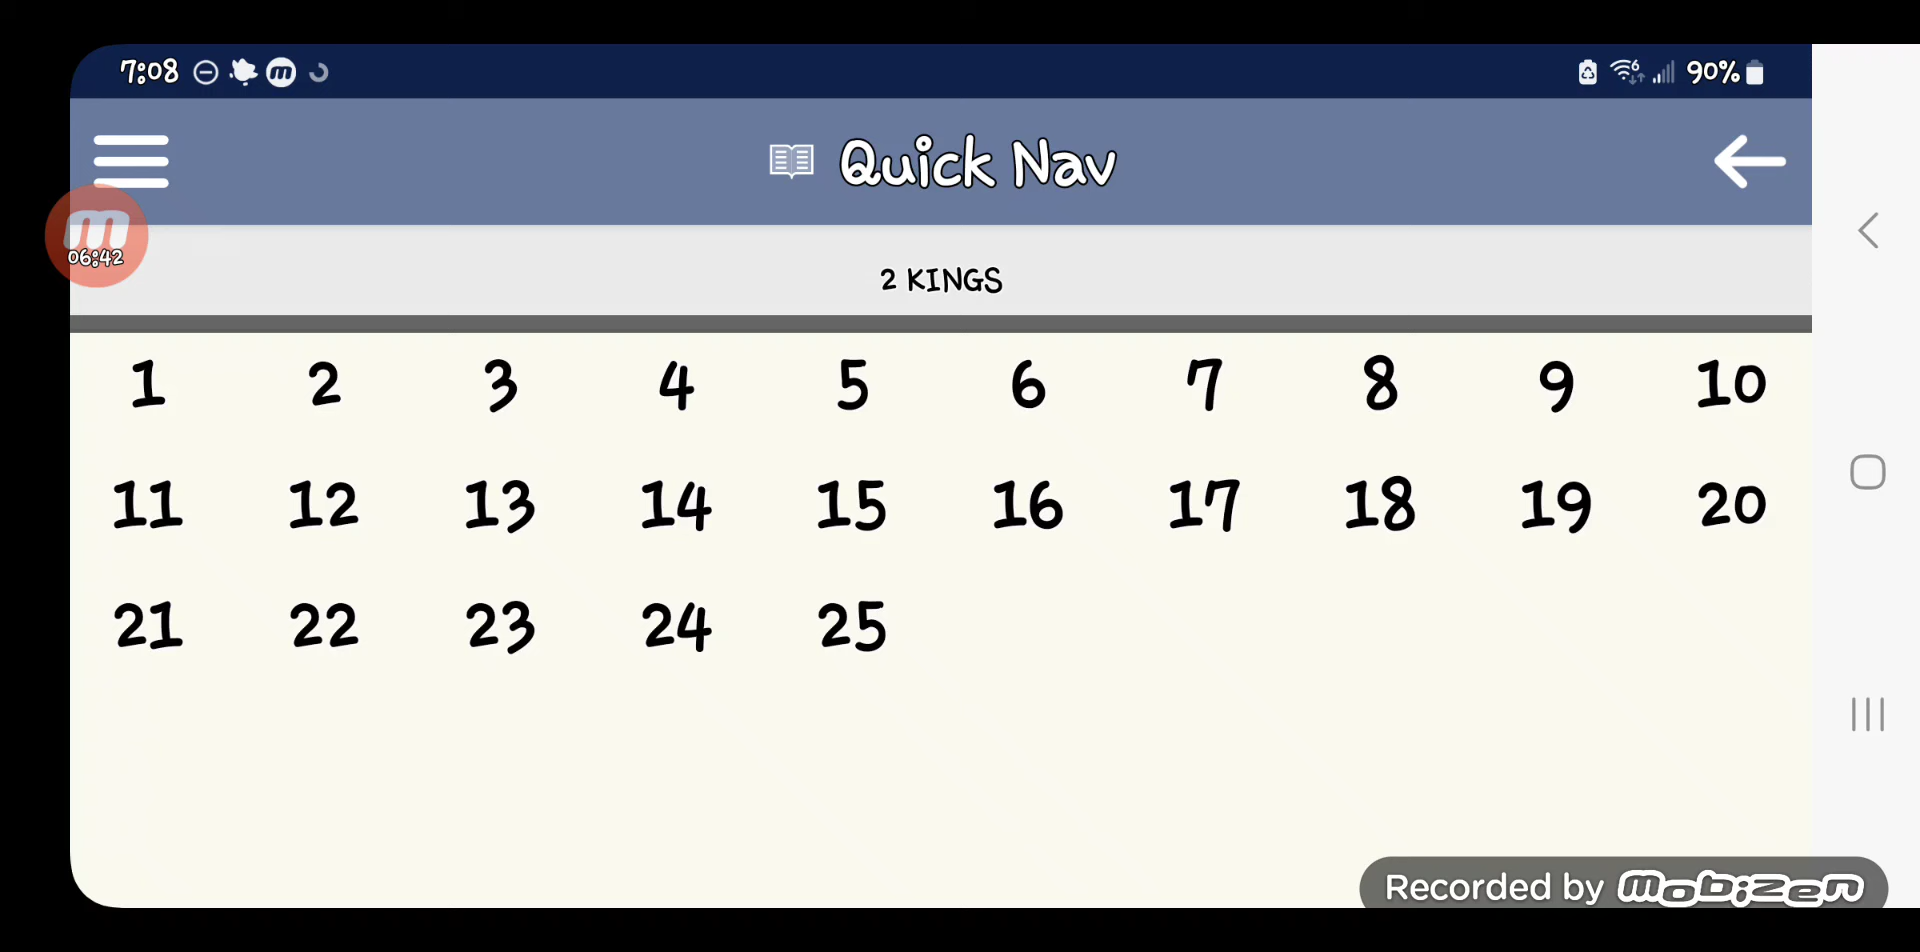 7:08 m 6 90%
Quick Nav
m
06:42
2 KINGS
1 2 3 4 5 6 7 8 9 10
11 12 13 14 15 16 17 18 19 20
21 22 23 24 25
Recorded by mobizen